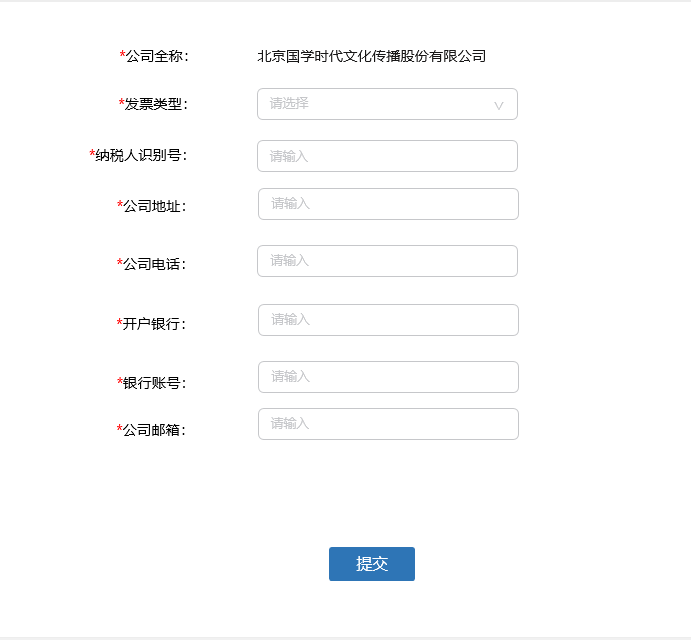 *公司全称： 北京国学时代文化传播股份有限公司
*发票类型： 请选择
*纳税人识别号： 请输入
*公司地址： 请输入
*公司电话： 请输入
*开户银行： 请输入
*银行账号： 请输入
*公司邮箱： 请输入
提交